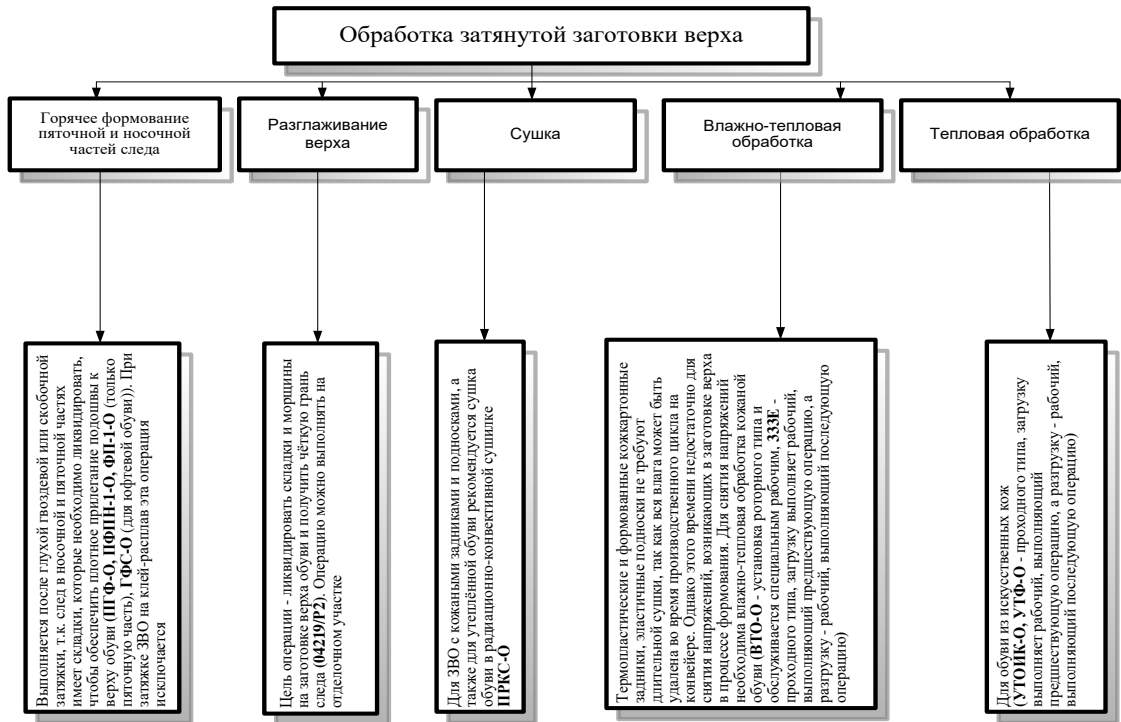 Обработка затянутой заготовки верха
Горячее формование
пяточной и носочной
частей следа
Разглаживание
верха
Сушка
Влажно-тепловая
обработка
Тепловая обработка
Выполняется после глухой гвоздевой или скобочной
затяжки, т.к. след в носочной и пяточной частях
имеет складки, которые необходимо ликвидировать,
чтобы обеспечить плотное прилегание подошвы к
верху обуви (ПГФ-О, ПФПН-1-О, ФП-1-О (только
пяточную часть), ГФС-О (для юфтевой обуви)). При
затяжке ЗВО на клей-расплав эта операция
исключается
Цель операции - ликвидировать складки и морщины
на заготовке верха обуви и получить чёткую грань
следа (04219/Р2). Операцию можно выполнять на
отделочном участке
Для ЗВО с кожаными задниками и подносками, а
также для утеплённой обуви рекомендуется сушка
обуви в радиационно-конвективной сушилке
ПРКС-О
Термопластические и формованные кожкартонные
задники, эластичные подноски не требуют
длительной сушки, так как вся влага может быть
удалена во время производственного цикла на
конвейере. Однако этого времени недостаточно для
снятия напряжений, возникающих в заготовке верха
в процессе формования. Для снятия напряжений
необходима влажно-тепловая обработка кожаной
обуви (ВТО-О - установка роторного типа и
обслуживается специальным рабочим, 333Е -
проходного типа, загрузку выполняет рабочий,
выполняющий предшествующую операцию, а
разгрузку - рабочий, выполняющий последующую
операцию)
Для обуви из искусственных кож
(УТОИК-О, УТФ-О - проходного типа, загрузку
выполняет рабочий, выполняющий
предшествующую операцию, а разгрузку - рабочий,
выполняющий последующую операцию)